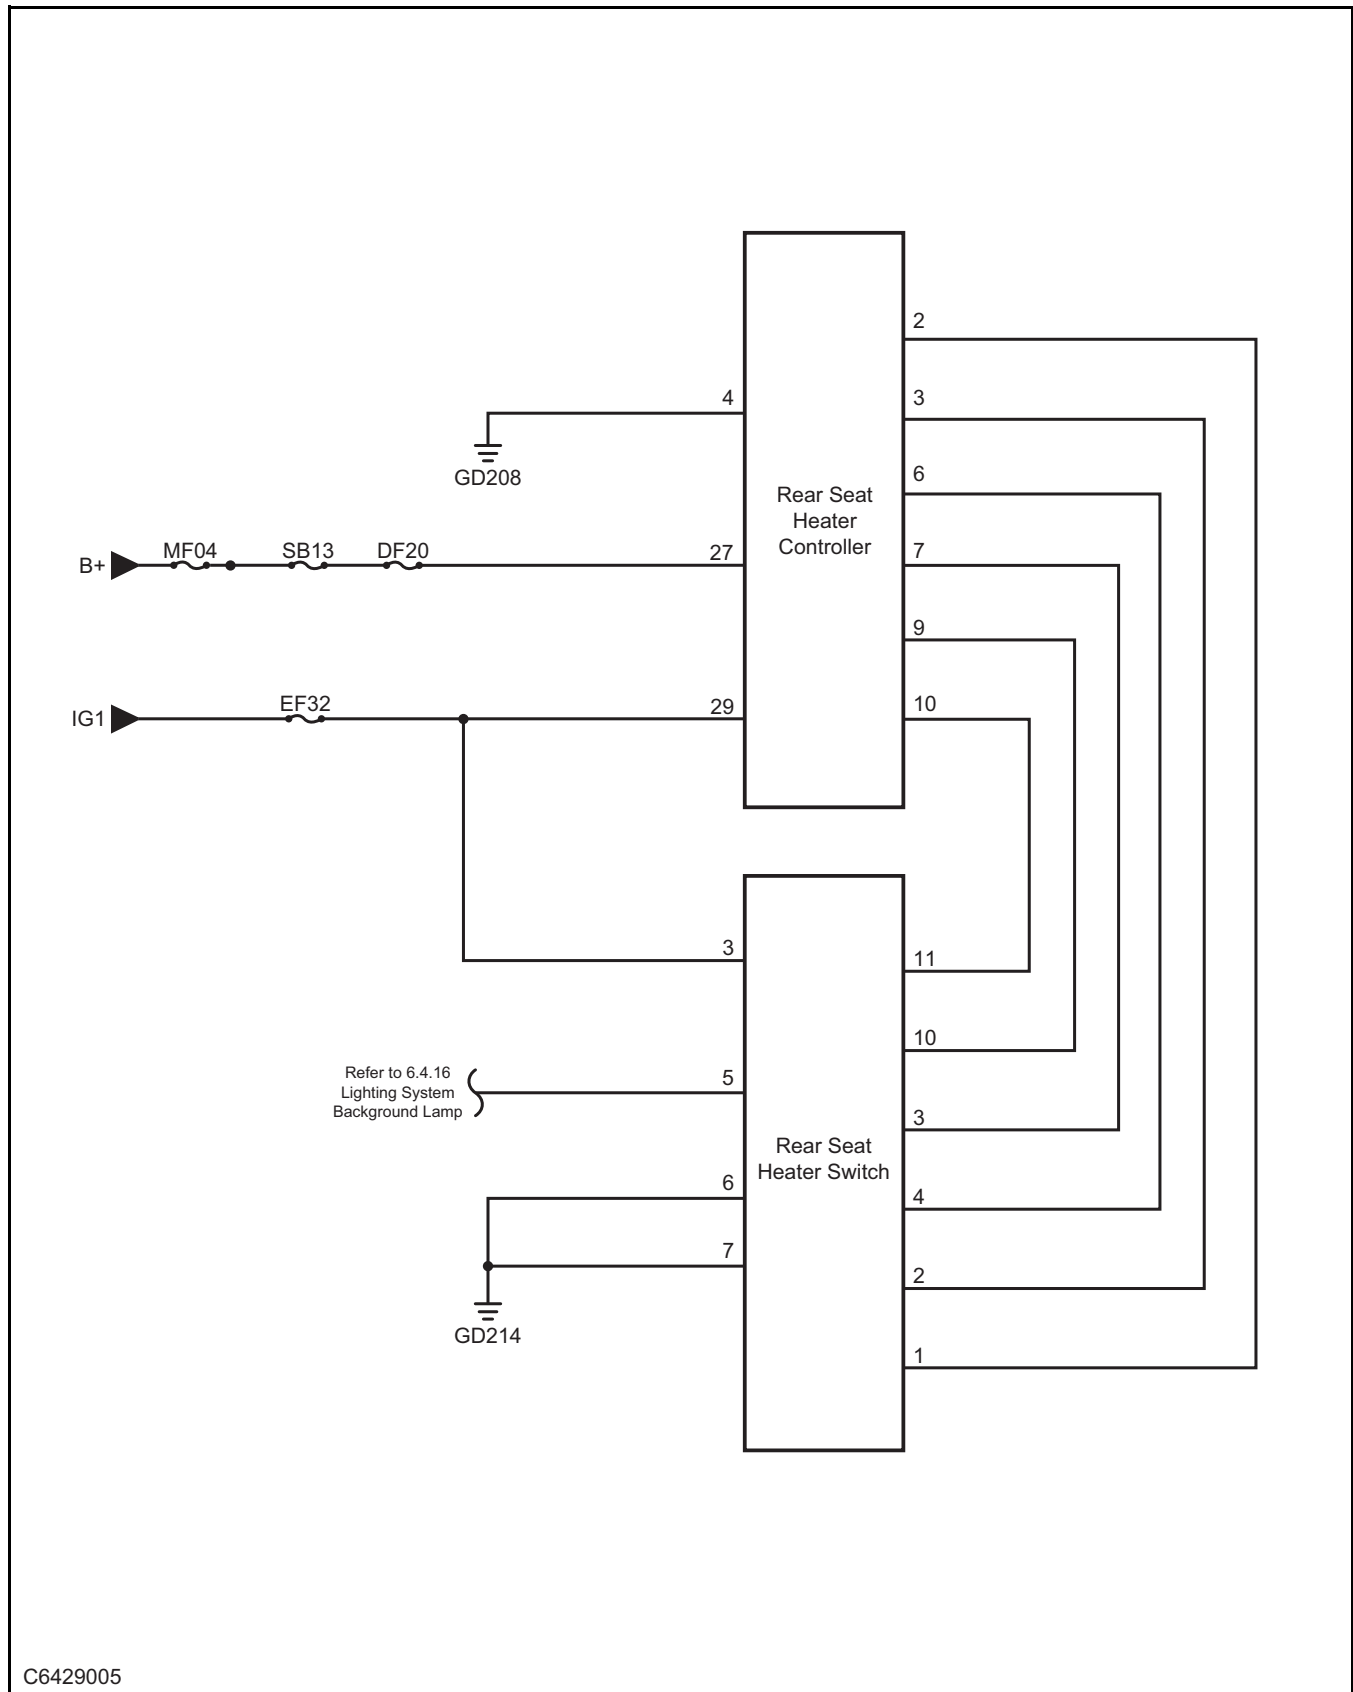 2
4
3
GD208
6
Rear Seat
Heater
Controller
B+
MF04
SB13
DF20
27
7
9
IG1
EF32
29
10
3
11
10
Refer to 6.4.16
Lighting System
Background Lamp
5
3
Rear Seat
Heater Switch
6
4
7
2
GD214
1
C6429005